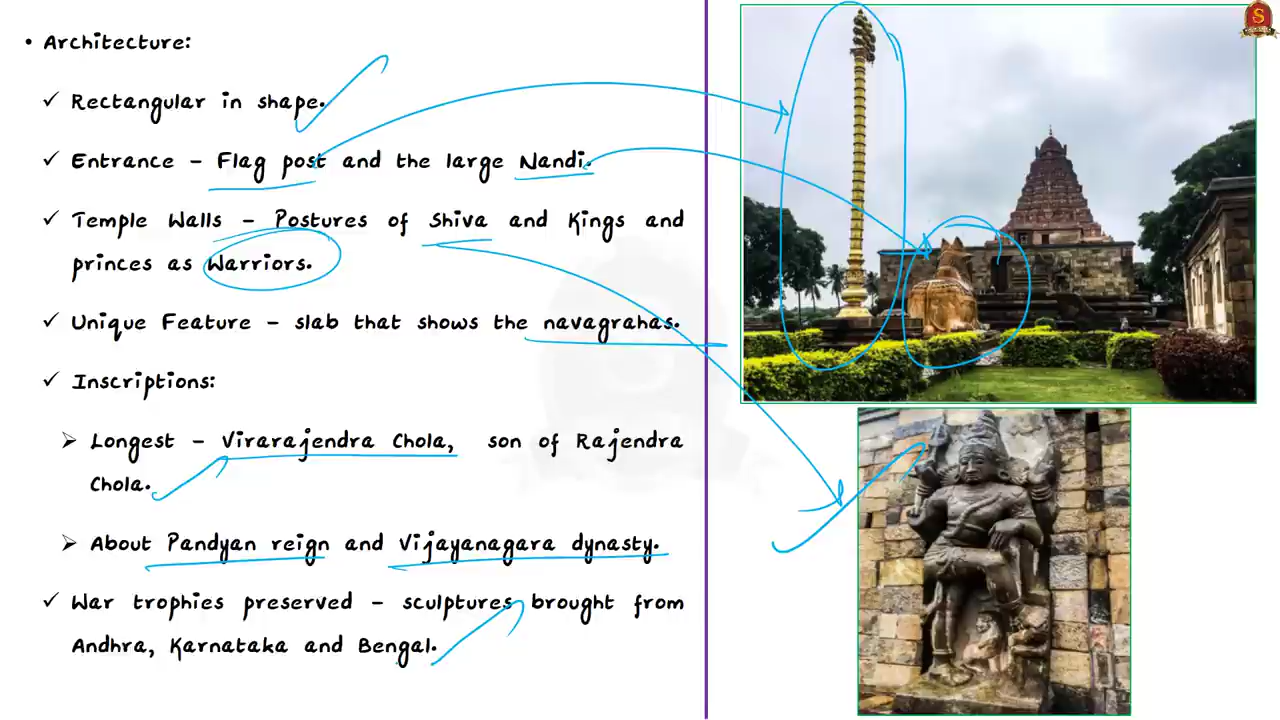 • Architecture:
✓ Rectangular in shape.
✓ Entrance – Flag post and the large Nandi.
✓ Temple Walls – Postures of Shiva and Kings and
princes as Warriors.
✓ Unique Feature – slab that shows the navagrahas.
✓ Inscriptions:
➢ Longest – Virarajendra Chola, son of Rajendra
Chola.
➢ About Pandyan reign and Vijayanagara dynasty.
✓ War trophies preserved – sculptures brought from
Andhra, Karnataka and Bengal.
S